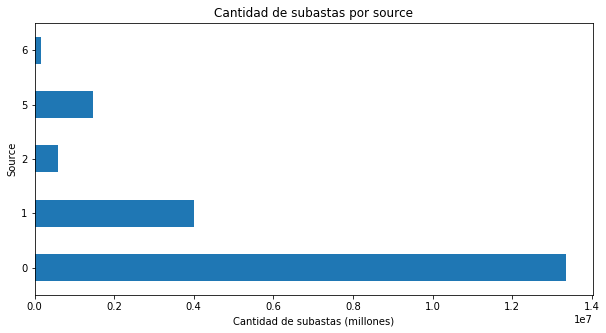 Cantidad de subastas por source
6
5
2
1
0
Source
0.0 0.2 0.4 0.6 0.8 1.0 1.2 1.4
1e7
Cantidad de subastas (millones)